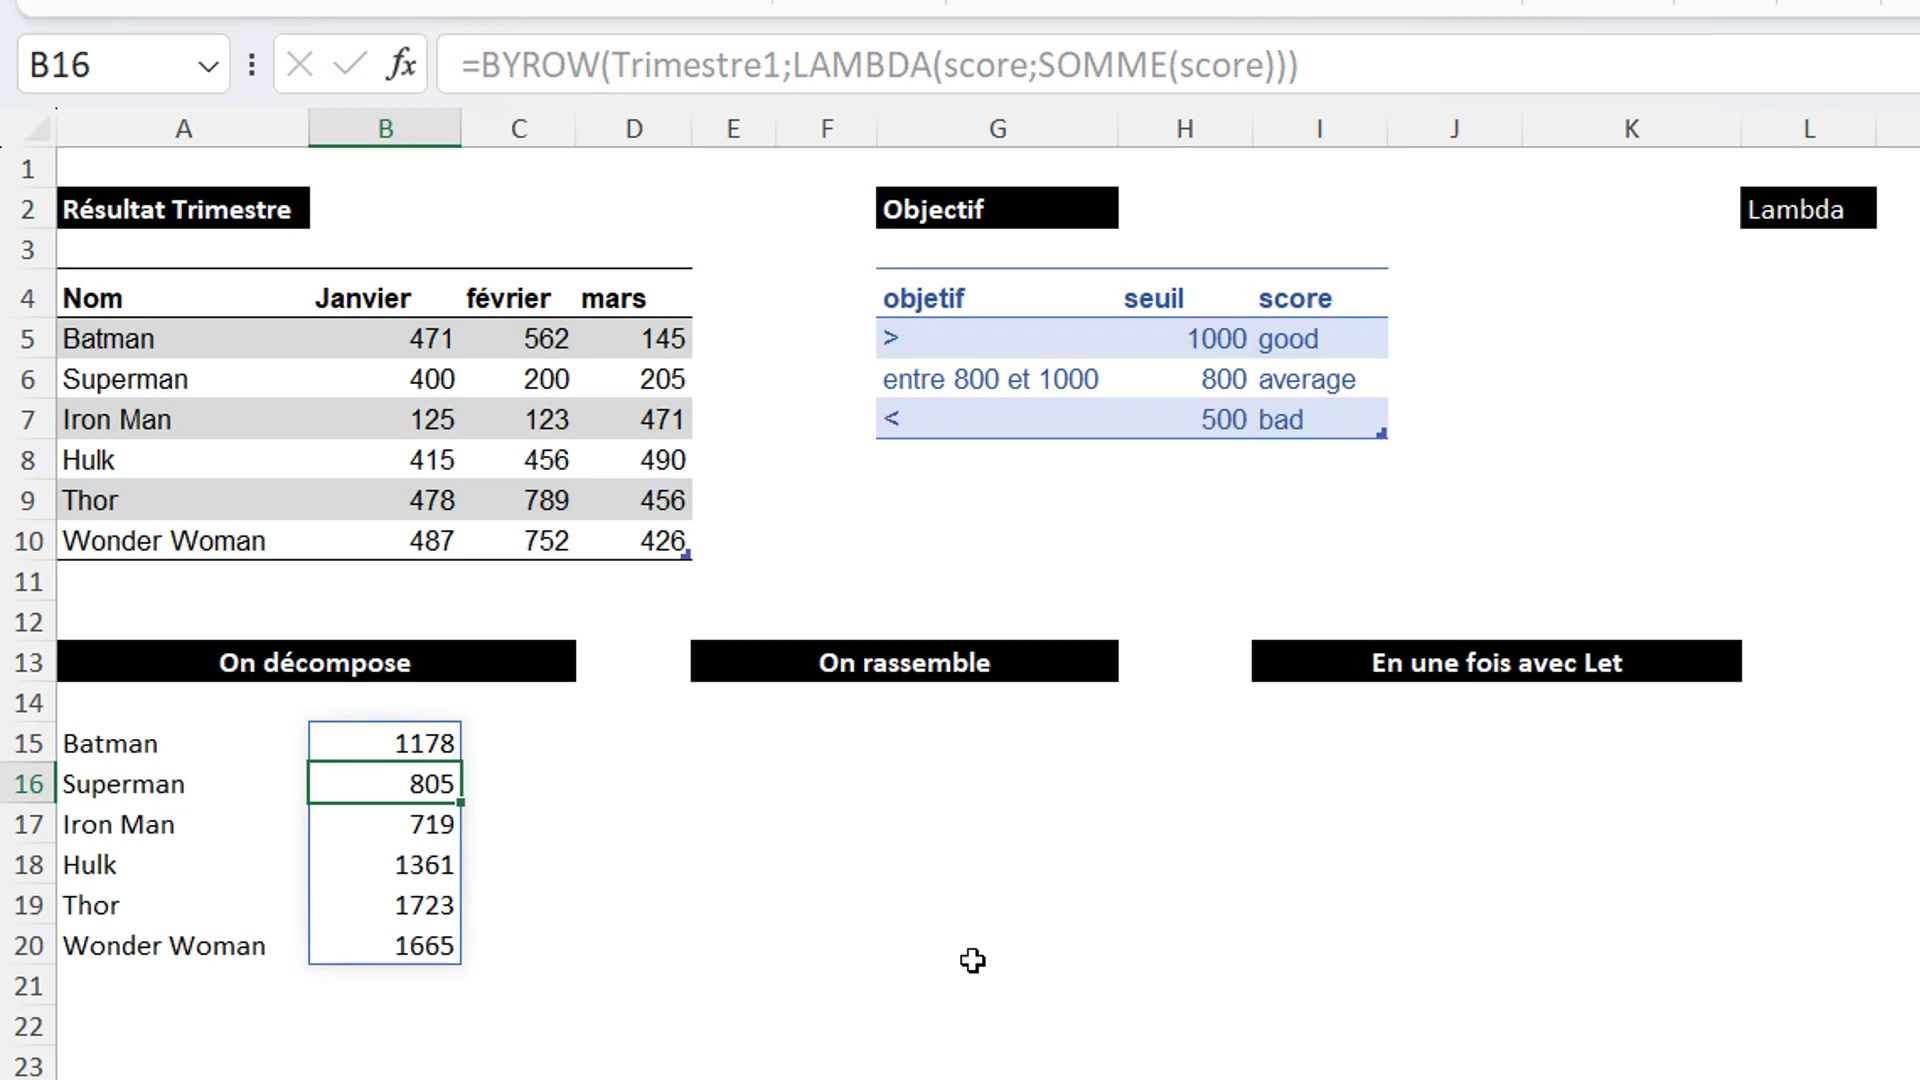 B16 fx =BYROW(Trimestre1;LAMBDA(score;SOMME(score)))
A B C D E F G H I J K L
1
2 Résultat Trimestre Objectif Lambda
3
4 Nom Janvier février mars objetif seuil score
5 Batman 471 562 145 > 1000 good
6 Superman 400 200 205 entre 800 et 1000 800 average
7 Iron Man 125 123 471 < 500 bad
8 Hulk 415 456 490
9 Thor 478 789 456
10 Wonder Woman 487 752 426
11
12
13 On décompose On rassemble En une fois avec Let
14
15 Batman 1178
16 Superman 805
17 Iron Man 719
18 Hulk 1361
19 Thor 1723
20 Wonder Woman 1665
21
22
23